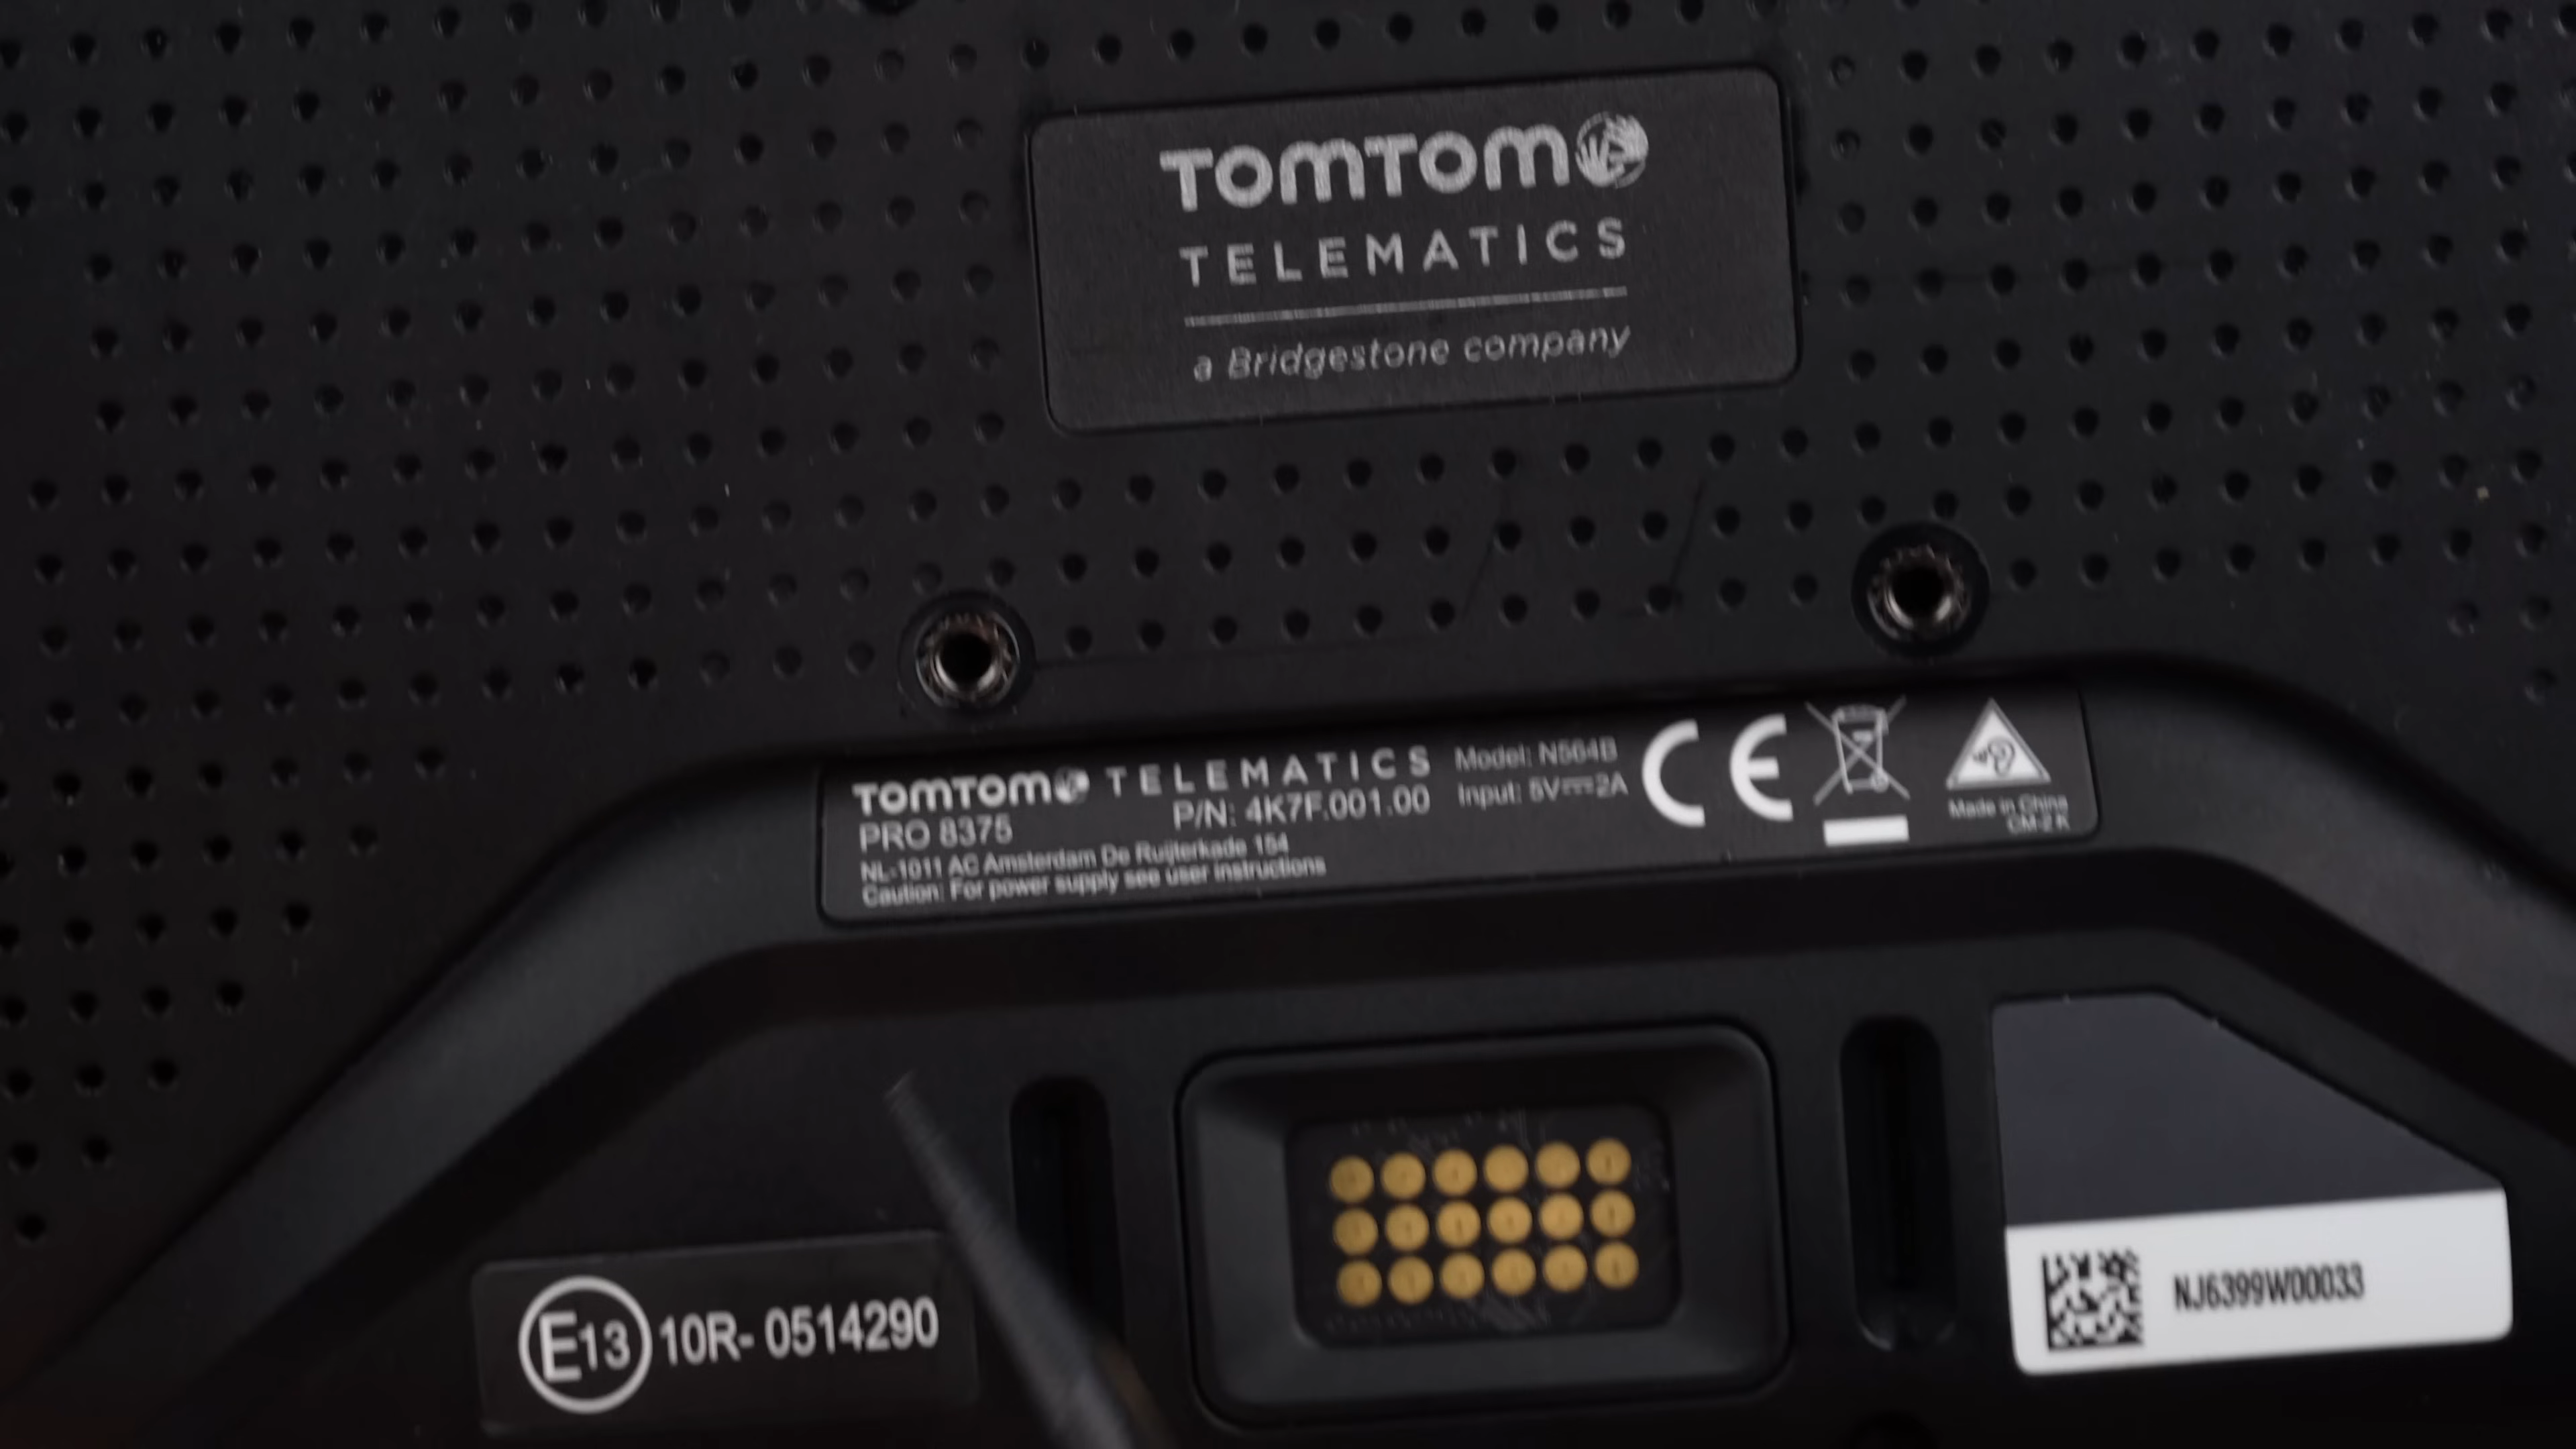 TOMTOM
TELEMATICS
a Bridgestone company
TOMTOM TELEMATICS
PRO 8375
P/N: 4K7F.001.00
NL-1011 AC Amsterdam De Ruijterkade 154
Caution: For power supply see user instructions
Model: N564B
Input: 5V⎓2A
CE
Made in China
CM-2 K
E13 10R- 0514290
NJ6399W00033